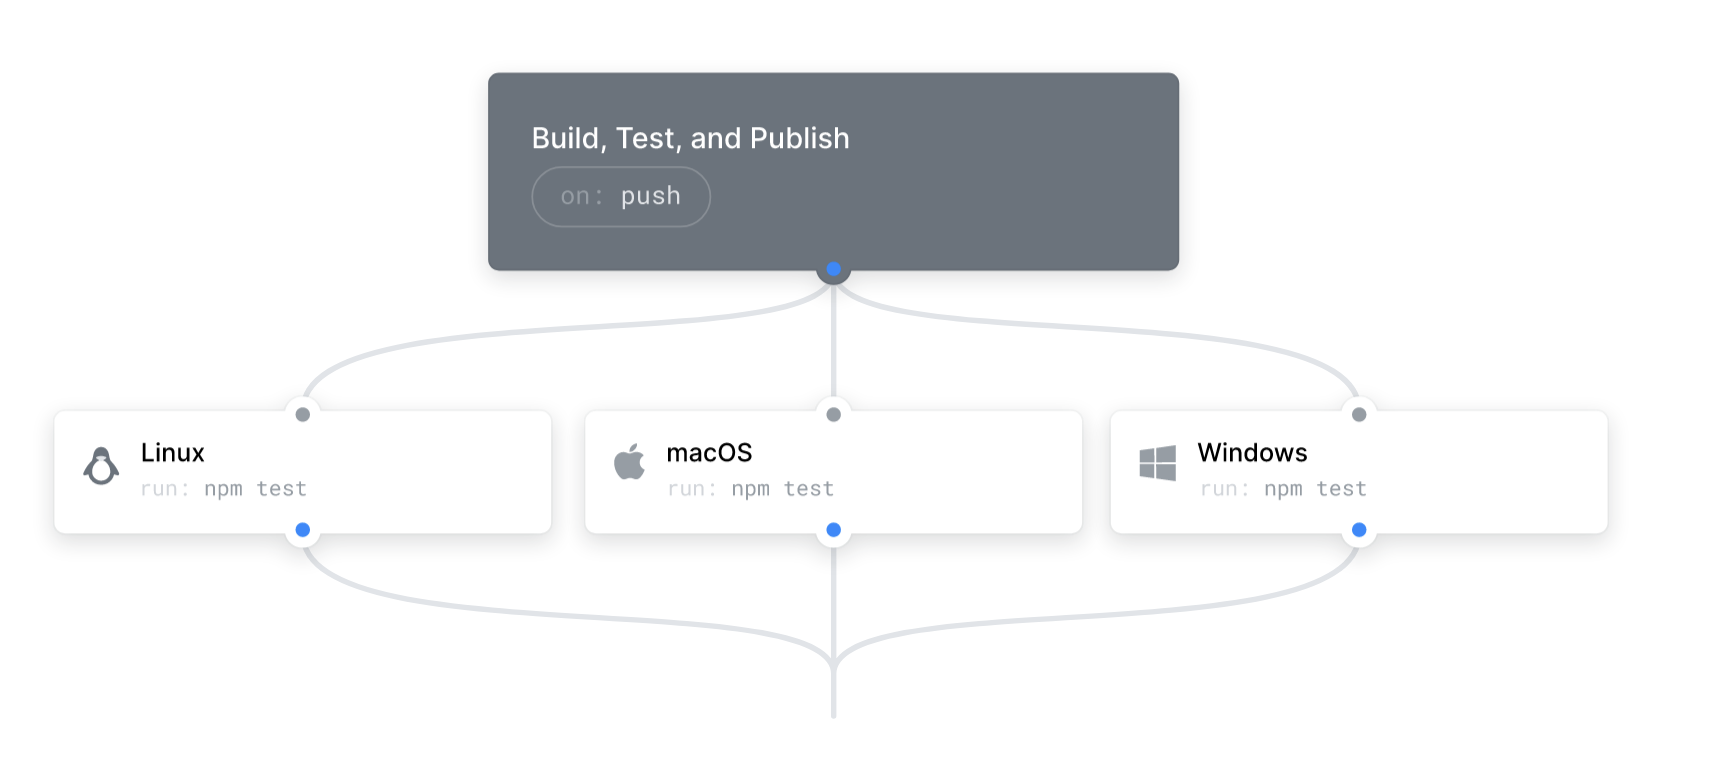 Build, Test, and Publish
on: push
Linux
run: npm test
macOS
run: npm test
Windows
run: npm test